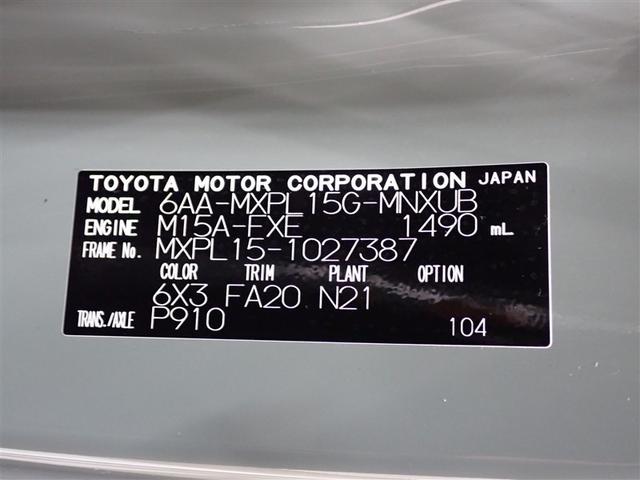 TOYOTA MOTOR CORPORATION JAPAN
MODEL 6AA-MXPL15G-MNXUB
ENGINE M15A-FXE 1490 mL
FRAME No. MXPL15-1027387
COLOR TRIM PLANT OPTION
6X3 FA20 N21
TRANS./AXLE P910 104